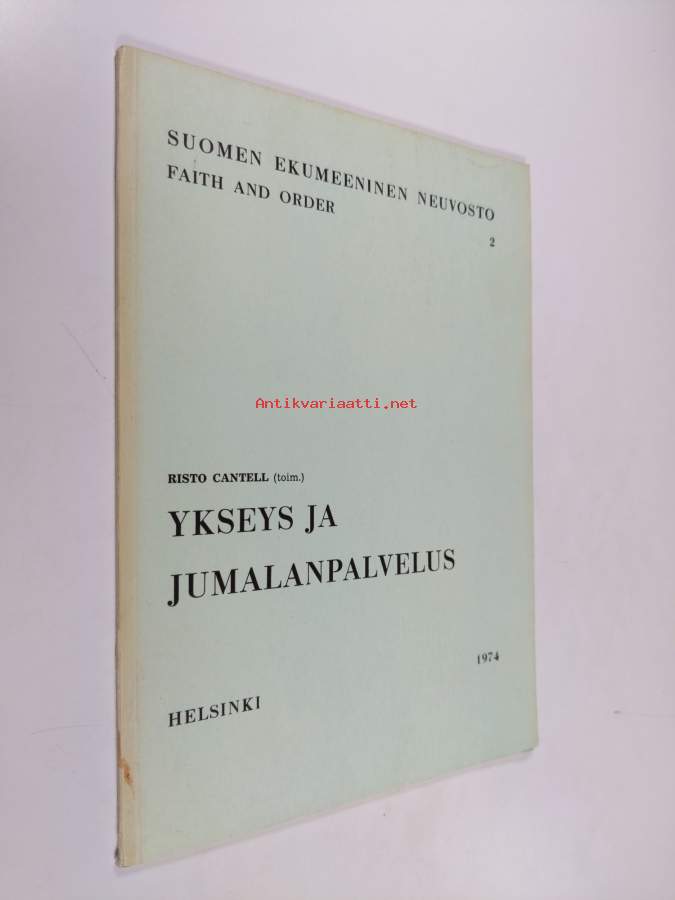 SUOMEN EKUMEENINEN NEUVOSTO
FAITH AND ORDER
2
Antikvariaatti.net
RISTO CANTELL (toim.)
YKSEYS JA
JUMALANPALVELUS
1974
HELSINKI